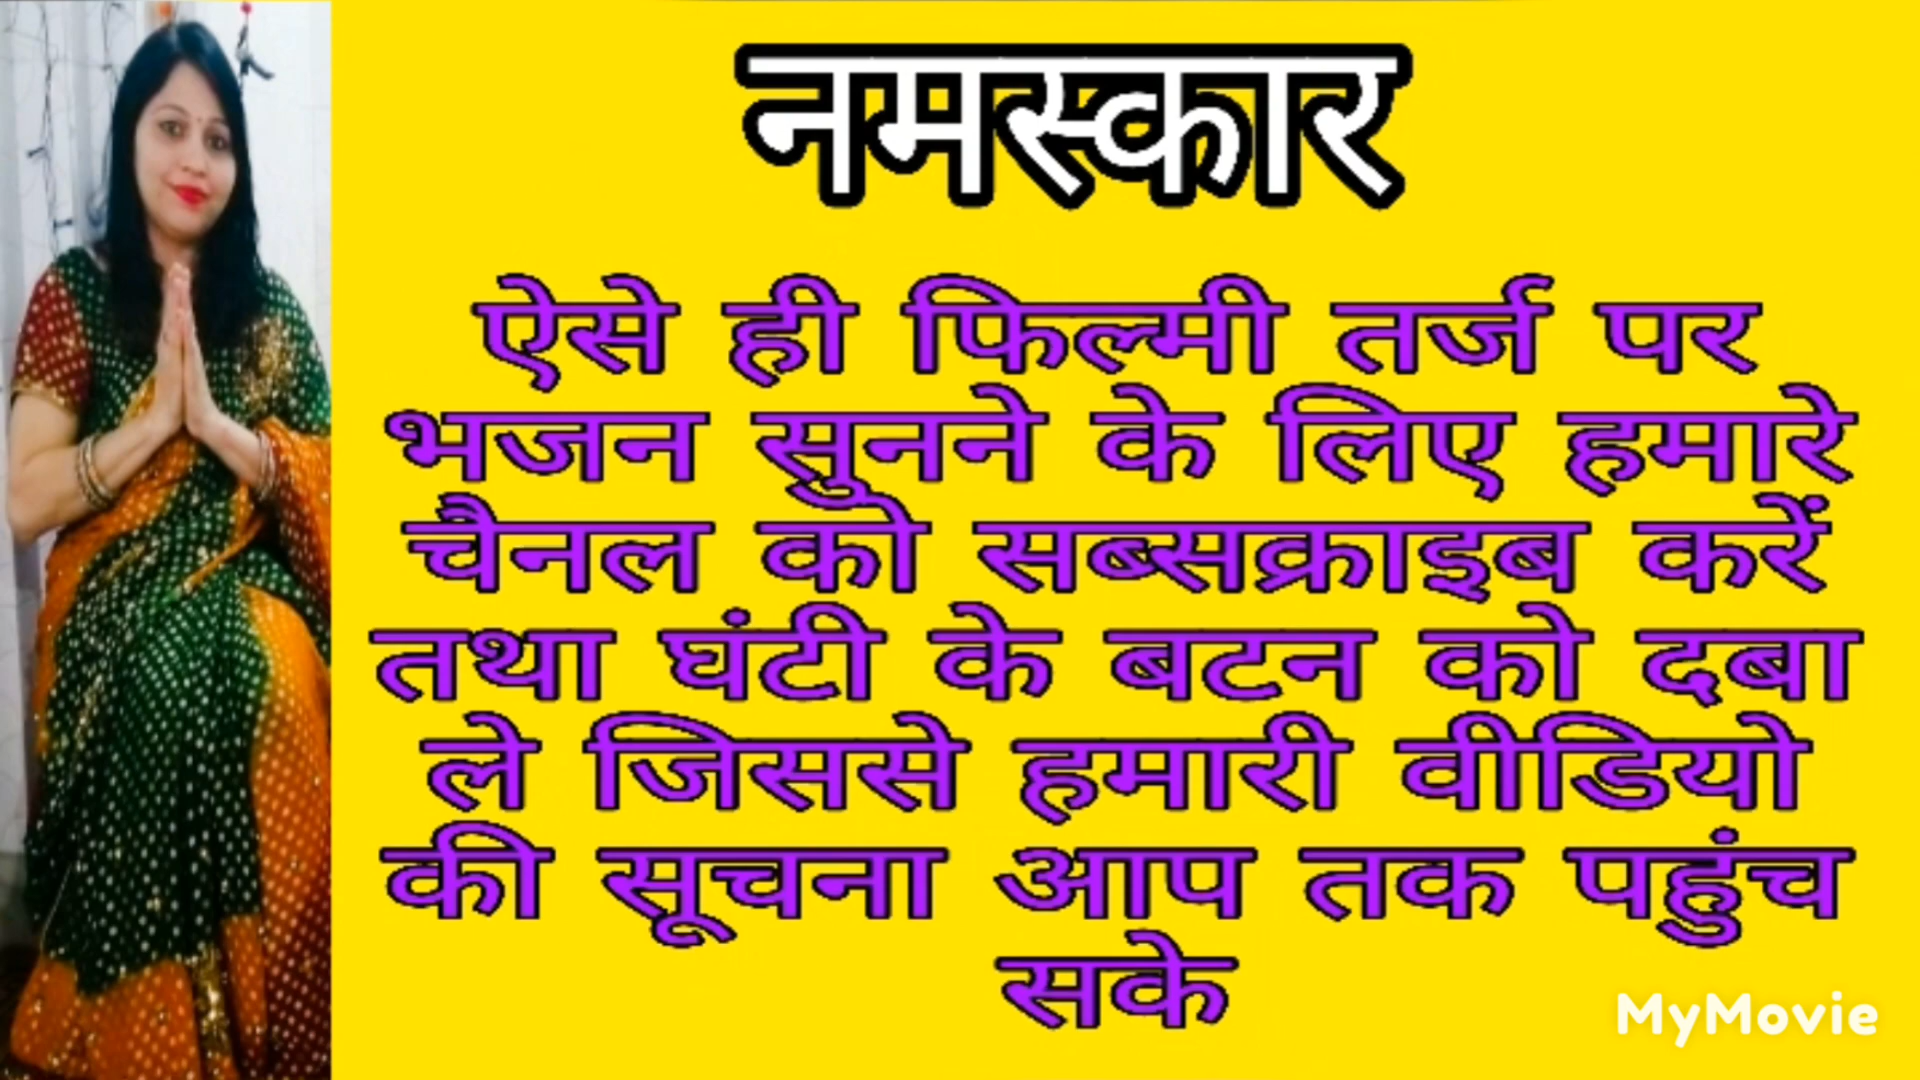 नमस्कार
ऐसे ही फिल्मी तर्ज पर
भजन सुनने के लिए हमारे
चैनल को सब्सक्राइब करें
तथा घंटी के बटन को दबा
ले जिससे हमारी वीडियो
की सूचना आप तक पहुंच
सके
MyMovie